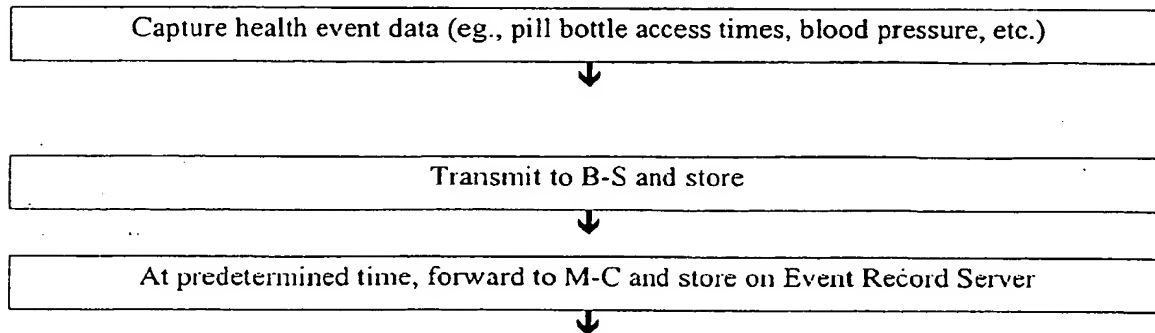 Capture health event data (eg., pill bottle access times, blood pressure, etc.)
Transmit to B-S and store
At predetermined time, forward to M-C and store on Event Record Server